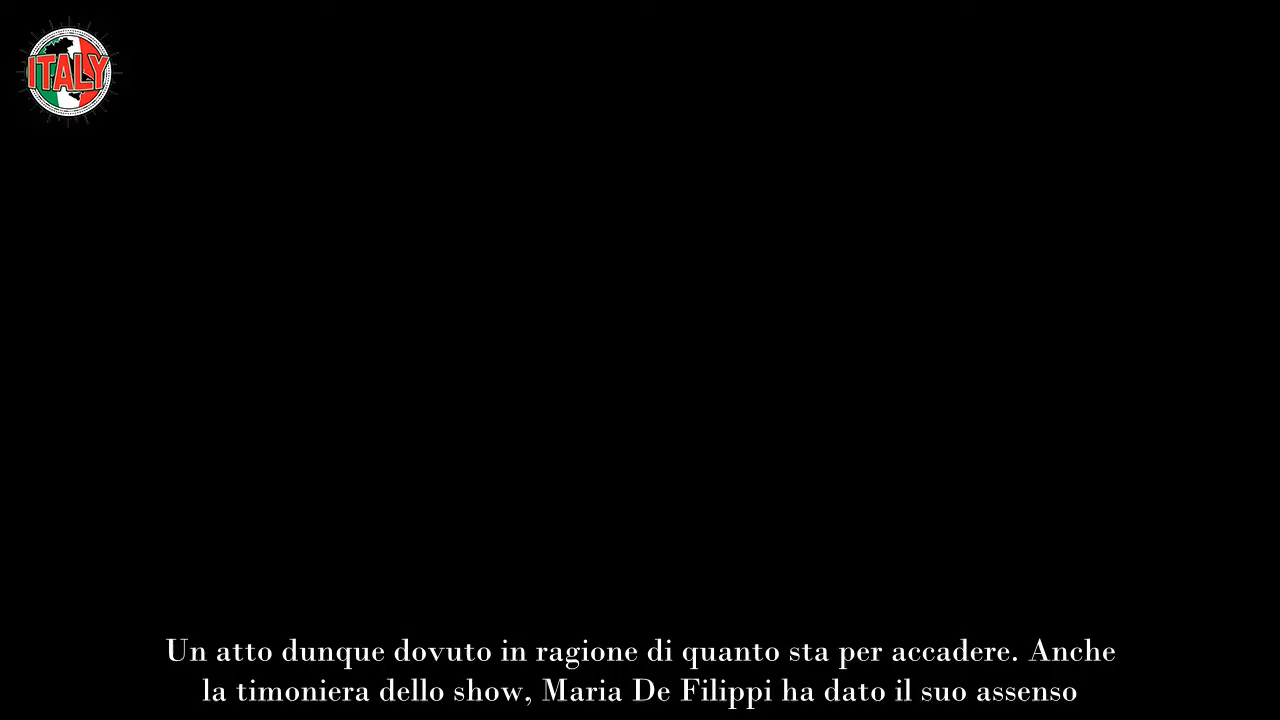 ITALY
Un atto dunque dovuto in ragione di quanto sta per accadere. Anche
la timoniera dello show, Maria De Filippi ha dato il suo assenso